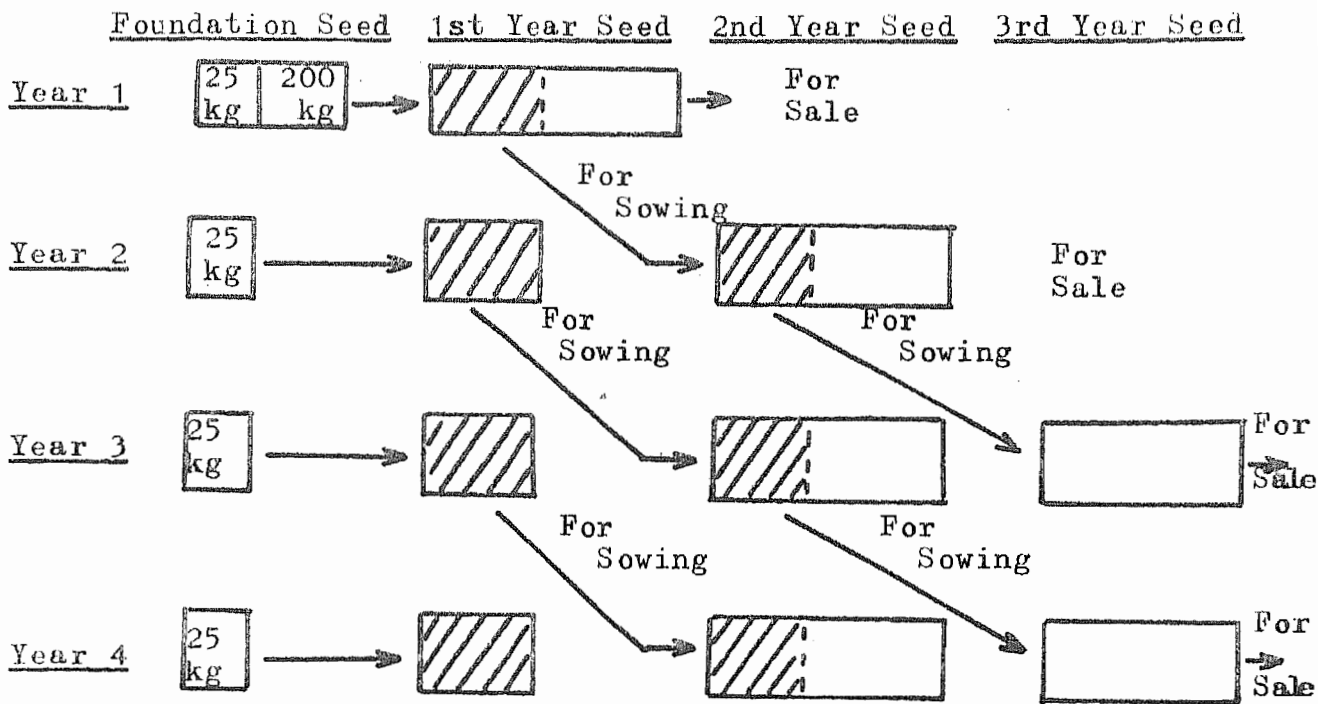 Foundation Seed 1st Year Seed 2nd Year Seed 3rd Year Seed
Year 1 25 200 For
kg kg Sale
For
Sowing
Year 2 25 For
kg Sale
For For
Sowing Sowing
Year 3 25 For
kg Sale
For For
Sowing Sowing
Year 4 25 For
kg Sale